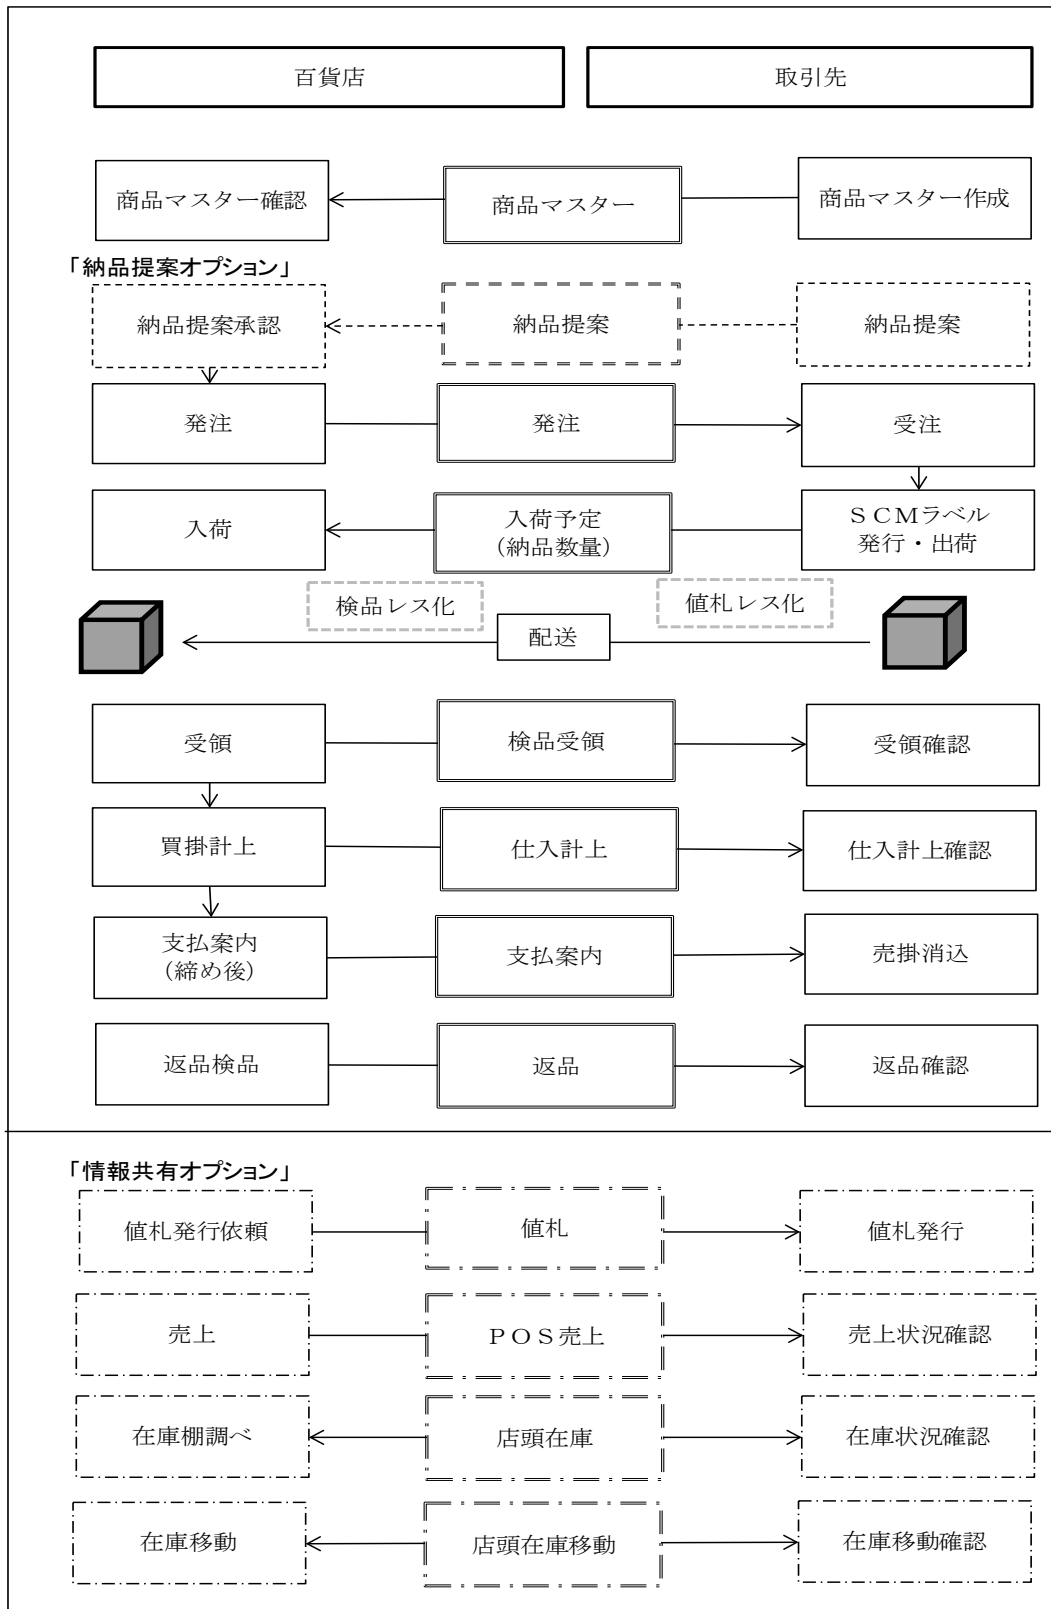 百貨店
取引先
商品マスター確認
商品マスター
商品マスター作成
「納品提案オプション」
納品提案承認
納品提案
納品提案
発注
発注
受注
入荷
入荷予定
（納品数量）
ＳＣＭラベル
発行・出荷
検品レス化
値札レス化
配送
受領
検品受領
受領確認
買掛計上
仕入計上
仕入計上確認
支払案内
（締め後）
支払案内
売掛消込
返品検品
返品
返品確認
「情報共有オプション」
値札発行依頼
値札
値札発行
売上
ＰＯＳ売上
売上状況確認
在庫棚調べ
店頭在庫
在庫状況確認
在庫移動
店頭在庫移動
在庫移動確認